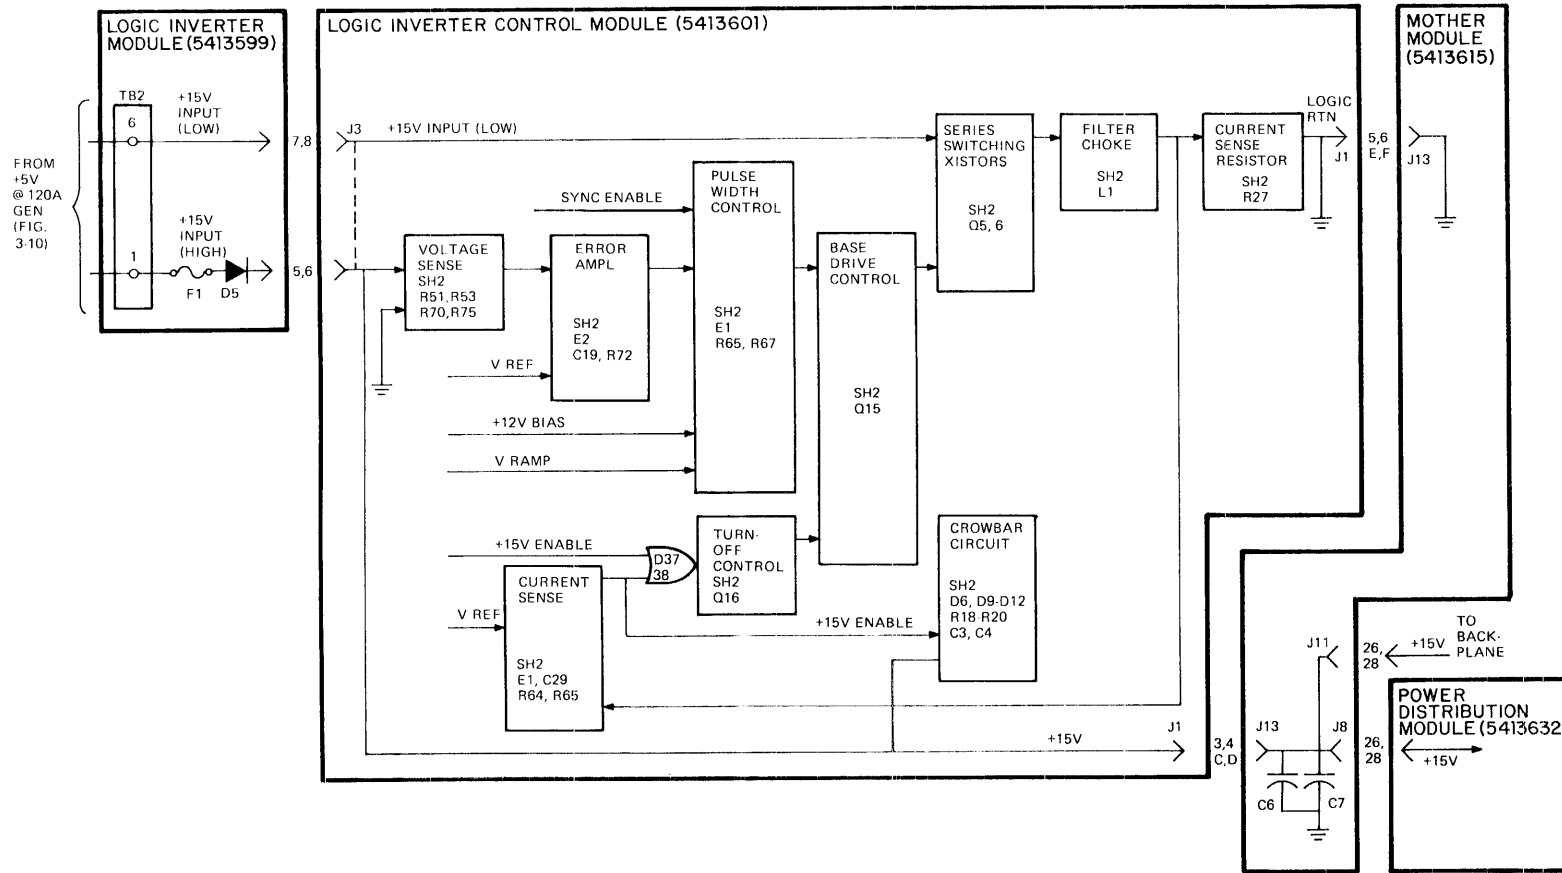 LOGIC INVERTER
MODULE (5413599)
TB2
+15V
INPUT
(LOW)
6
FROM
+5V
@ 120A
GEN
(FIG.
3-10)
+15V
INPUT
(HIGH)
1
F1
D5
7,8
5,6
LOGIC INVERTER CONTROL MODULE (5413601)
J3
+15V INPUT (LOW)
SYNC ENABLE
VOLTAGE
SENSE
SH2
R51, R53
R70, R75
ERROR
AMPL
SH2
E2
C19, R72
V REF
+12V BIAS
V RAMP
PULSE
WIDTH
CONTROL
SH2
E1
R65, R67
BASE
DRIVE
CONTROL
SH2
Q15
SERIES
SWITCHING
XISTORS
SH2
Q5, 6
FILTER
CHOKE
SH2
L1
CURRENT
SENSE
RESISTOR
SH2
R27
LOGIC
RTN
J1
5,6
E,F
J13
MOTHER
MODULE
(5413615)
+15V ENABLE
D37
38
TURN-
OFF
CONTROL
SH2
Q16
CURRENT
SENSE
SH2
E1, C29
R64, R65
V REF
+15V ENABLE
CROWBAR
CIRCUIT
SH2
D6, D9-D12
R18-R20
C3, C4
+15V
J1
3,4
C,D
J13
J8
26,
28
C6
C7
J11
26,
28
+15V
TO
BACK-
PLANE
POWER
DISTRIBUTION
MODULE (5413632
+15V